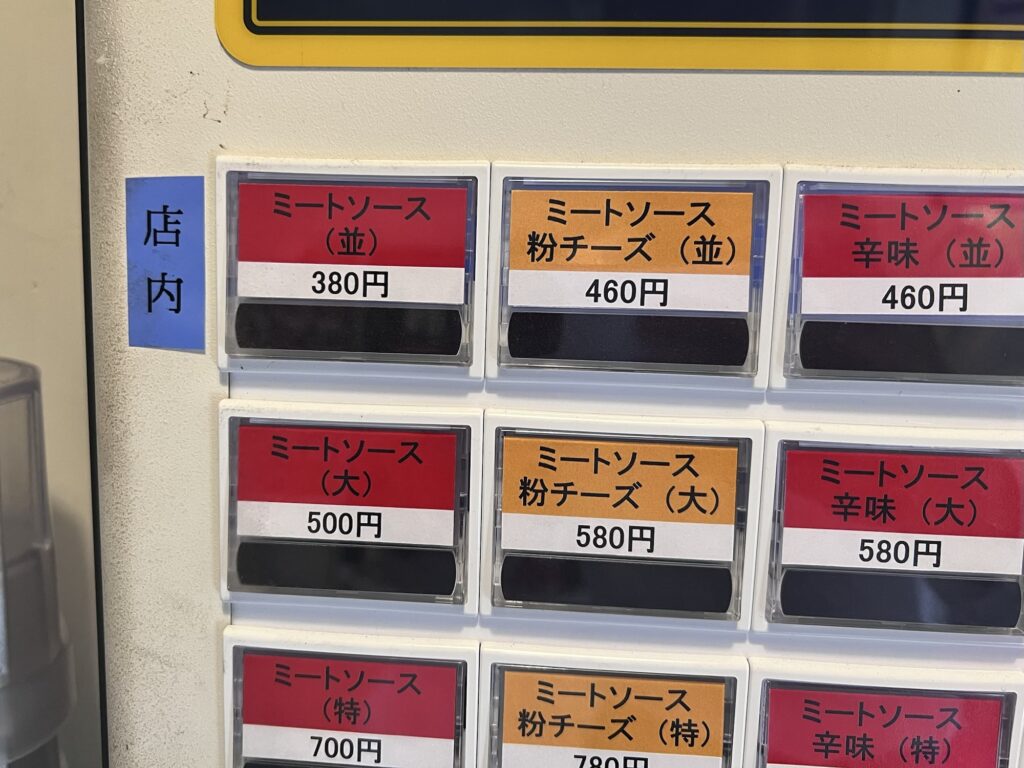 店内
ミートソース
(並)
380円
ミートソース
粉チーズ (並)
460円
ミートソース
辛味 (並)
460円
ミートソース
(大)
500円
ミートソース
粉チーズ (大)
580円
ミートソース
辛味 (大)
580円
ミートソース
(特)
700円
ミートソース
粉チーズ (特)
780円
ミートソース
辛味 (特)